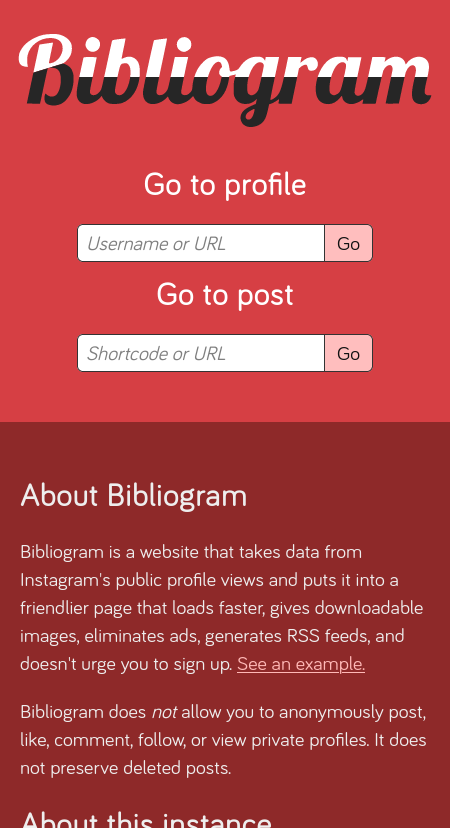 Bibliogram
Go to profile
Username or URL
Go
Go to post
Shortcode or URL
Go
About Bibliogram
Bibliogram is a website that takes data from
Instagram's public profile views and puts it into a
friendlier page that loads faster, gives downloadable
images, eliminates ads, generates RSS feeds, and
doesn't urge you to sign up. See an example.
Bibliogram does not allow you to anonymously post,
like, comment, follow, or view private profiles. It does
not preserve deleted posts.
About this instance